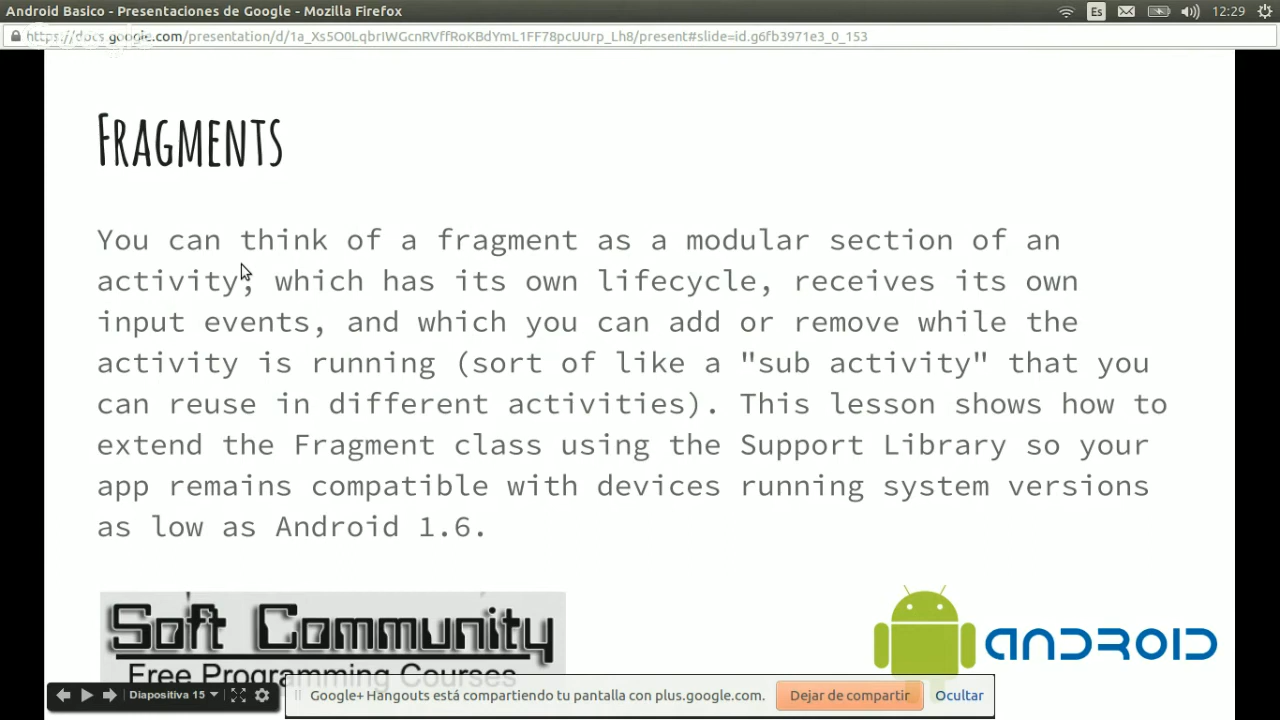 Android Basico - Presentaciones de Google - Mozilla Firefox
Es
12:29
https://docs.google.com/presentation/d/1a_Xs5O0LqbrIWGcnRVffRoKBdYmL1FF78pcUUrp_Lh8/present#slide=id.g6fb3971e3_0_153
FRAGMENTS
You can think of a fragment as a modular section of an
activity, which has its own lifecycle, receives its own
input events, and which you can add or remove while the
activity is running (sort of like a "sub activity" that you
can reuse in different activities). This lesson shows how to
extend the Fragment class using the Support Library so your
app remains compatible with devices running system versions
as low as Android 1.6.
Soft Community
Free Programming Courses
ANDROID
Diapositiva 15
Google+ Hangouts está compartiendo tu pantalla con plus.google.com.
Dejar de compartir
Ocultar